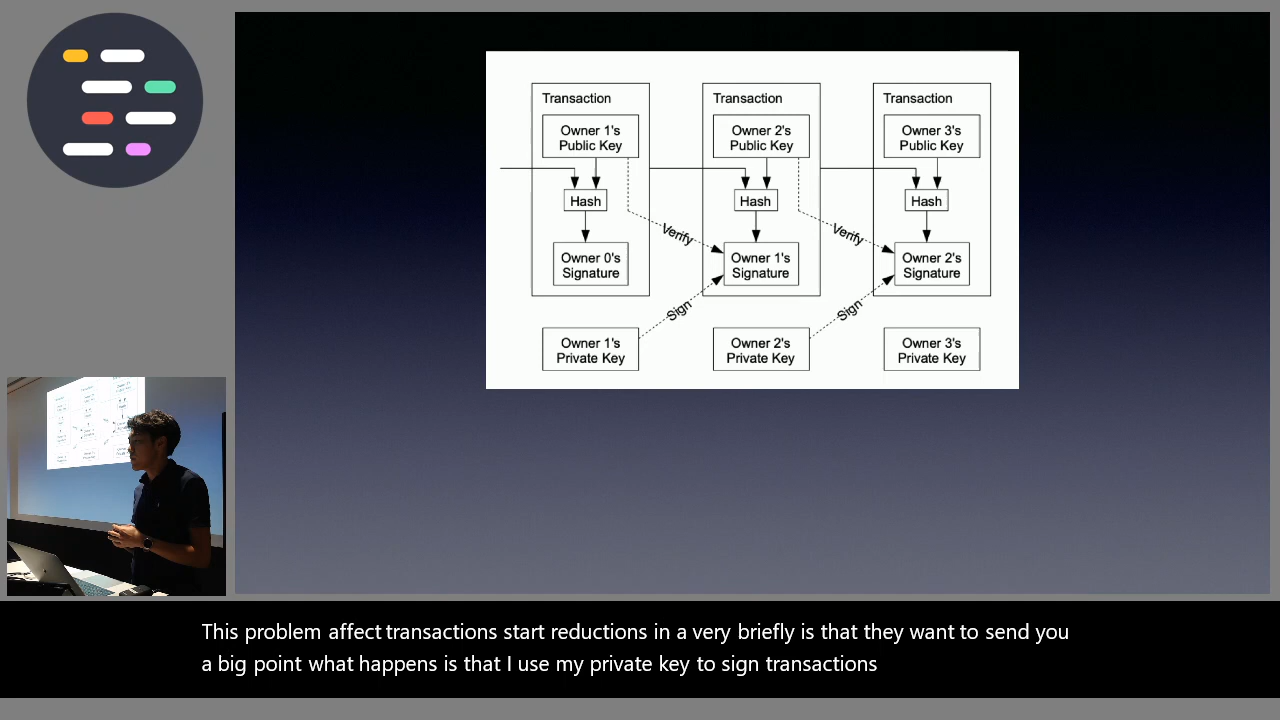 Transaction
Transaction
Transaction
Owner 1's
Public Key
Owner 2's
Public Key
Owner 3's
Public Key
Hash
Hash
Hash
Verify
Verify
Owner 0's
Signature
Owner 1's
Signature
Owner 2's
Signature
Sign
Sign
Owner 1's
Private Key
Owner 2's
Private Key
Owner 3's
Private Key
This problem affect transactions start reductions in a very briefly is that they want to send you
a big point what happens is that I use my private key to sign transactions